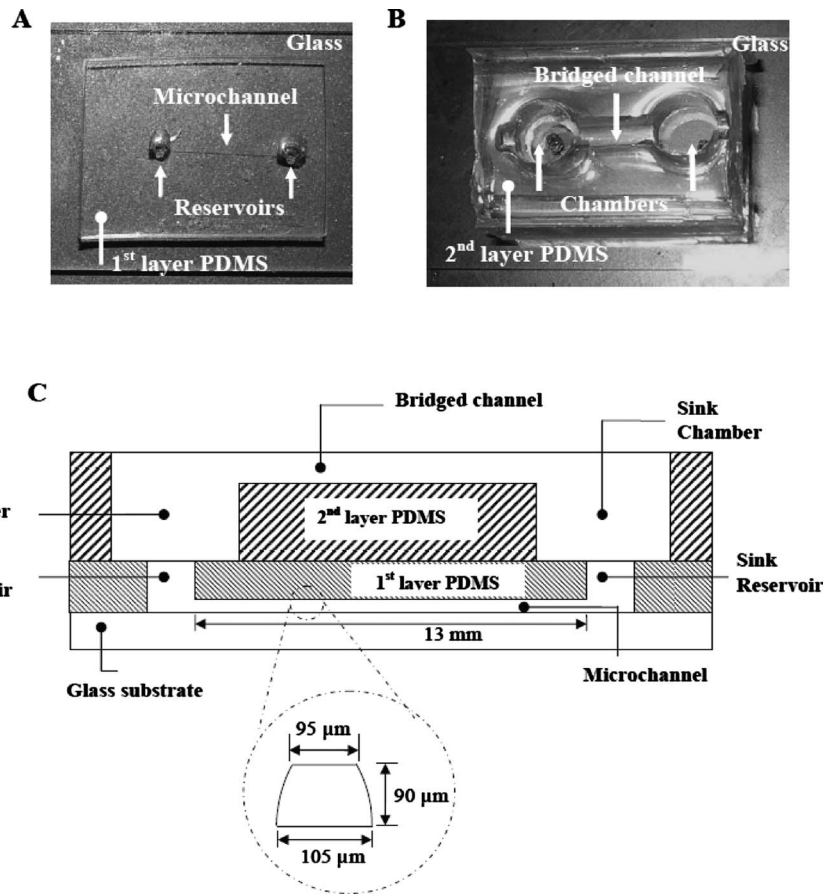 A
Glass
Microchannel
Reservoirs
1st layer PDMS
B
Glass
Bridged channel
Chambers
2nd layer PDMS
C
Bridged channel
Sink
Chamber
2nd layer PDMS
1st layer PDMS
Sink
Reservoir
13 mm
Glass substrate
Microchannel
95 µm
90 µm
105 µm